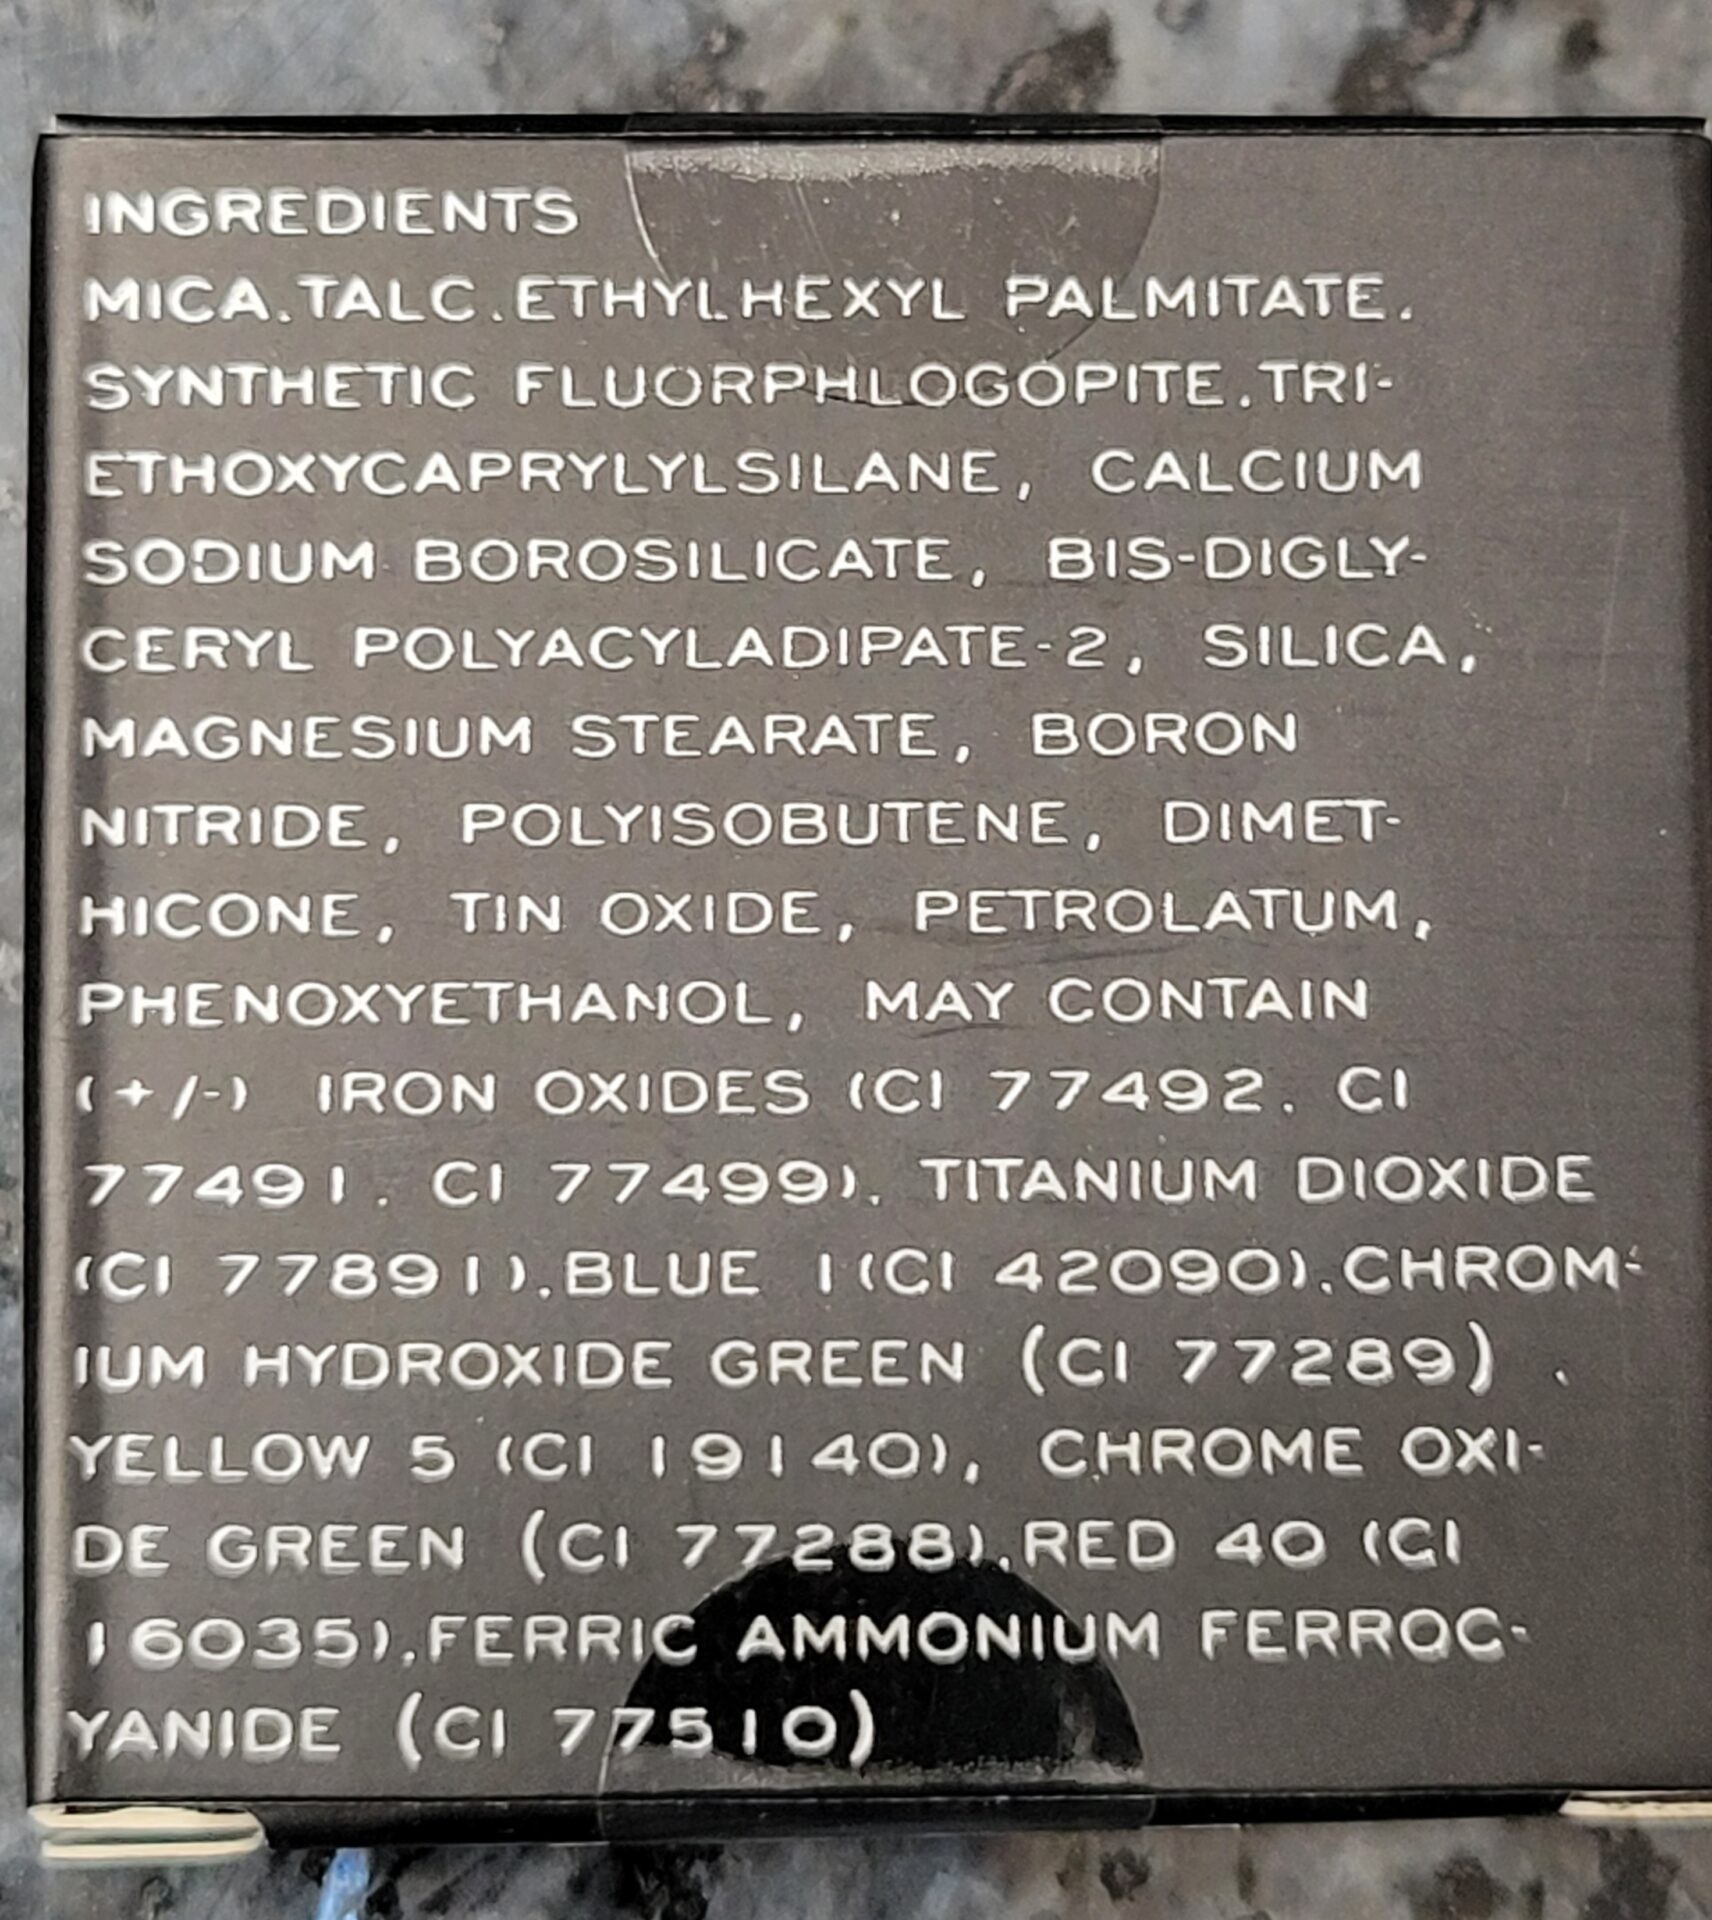 INGREDIENTS
MICA.TALC.ETHYLHEXYL PALMITATE.
SYNTHETIC FLUORPHLOGOPITE.TRI-
ETHOXYCAPRYLYLSILANE, CALCIUM
SODIUM BOROSILICATE, BIS-DIGLY-
CERYL POLYACYLADIPATE-2, SILICA,
MAGNESIUM STEARATE, BORON
NITRIDE, POLYISOBUTENE, DIMET-
HICONE, TIN OXIDE, PETROLATUM,
PHENOXYETHANOL, MAY CONTAIN
(+/-) IRON OXIDES (CI 77492. CI
77491. CI 77499). TITANIUM DIOXIDE
(CI 77891).BLUE 1(CI 42090).CHROM-
IUM HYDROXIDE GREEN (CI 77289) .
YELLOW 5 (CI 19140), CHROME OXI-
DE GREEN (CI 77288).RED 40 (CI
16035).FERRIC AMMONIUM FERROC-
YANIDE (CI 77510)